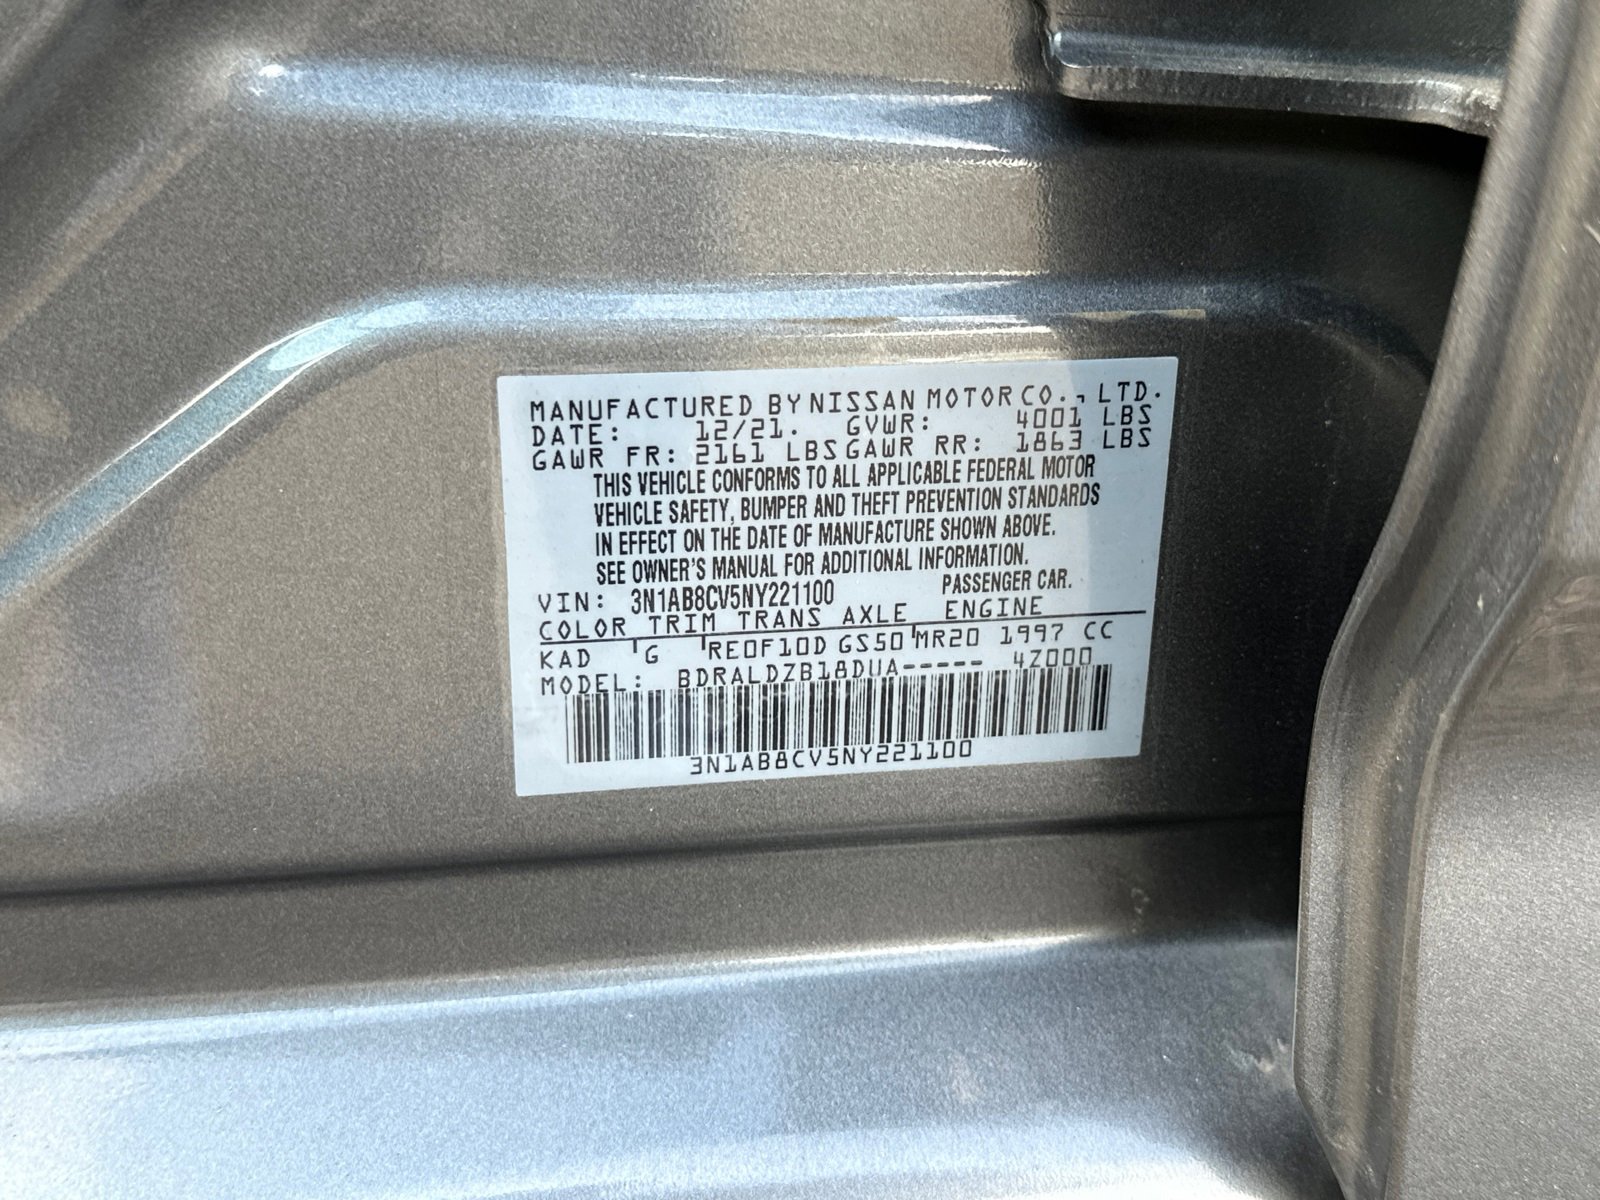 MANUFACTURED BY NISSAN MOTOR CO., LTD.
DATE: 12/21. GVWR: 4001 LBS
GAWR FR: 2161 LBS GAWR RR: 1863 LBS
THIS VEHICLE CONFORMS TO ALL APPLICABLE FEDERAL MOTOR
VEHICLE SAFETY, BUMPER AND THEFT PREVENTION STANDARDS
IN EFFECT ON THE DATE OF MANUFACTURE SHOWN ABOVE.
SEE OWNER'S MANUAL FOR ADDITIONAL INFORMATION.
VIN: 3N1AB8CV5NY221100 PASSENGER CAR.
COLOR TRIM TRANS AXLE ENGINE
KAD G RE0F10D GS50 MR20 1997 CC
MODEL: BDRALDZB18DUA----- 4Z000
3N1AB8CV5NY221100